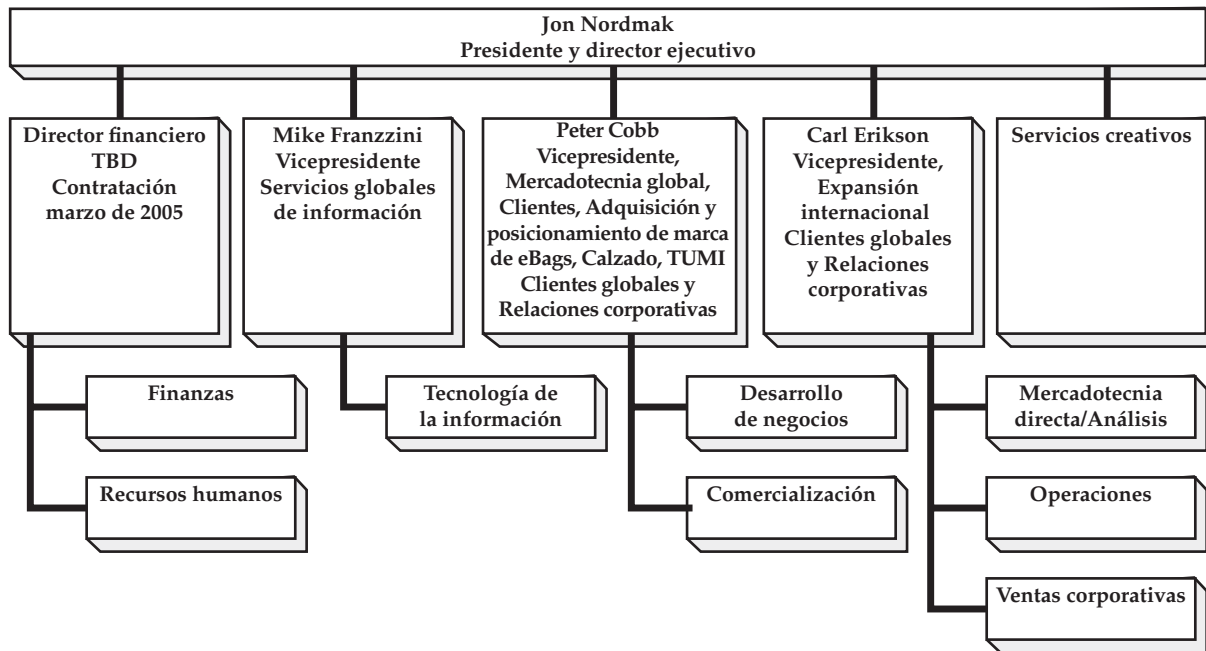 Jon Nordmak
Presidente y director ejecutivo
Director financiero
TBD
Contratación
marzo de 2005
Mike Franzzini
Vicepresidente
Servicios globales
de información
Peter Cobb
Vicepresidente,
Mercadotecnia global,
Clientes, Adquisición y
posicionamiento de marca
de eBags, Calzado, TUMI
Clientes globales y
Relaciones corporativas
Carl Erikson
Vicepresidente,
Expansión
internacional
Clientes globales
y Relaciones
corporativas
Servicios creativos
Finanzas
Recursos humanos
Tecnología de
la información
Desarrollo
de negocios
Comercialización
Mercadotecnia
directa/Análisis
Operaciones
Ventas corporativas